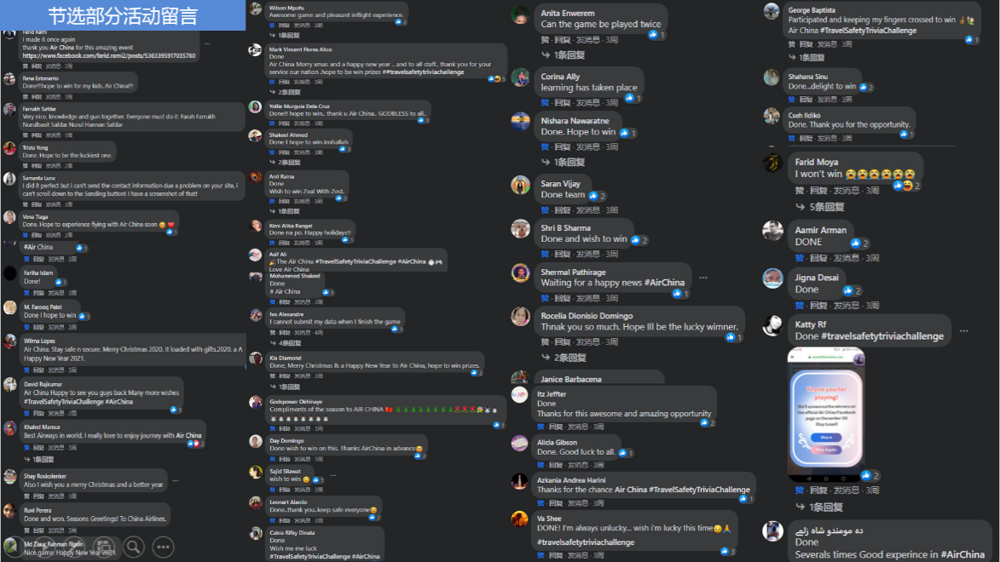 节选部分活动留言
Farid Rami
i made it once again
thank you Air China for this amazing event
https://www.facebook.com/farid.rami2/posts/5363395917035760
赞 · 回复 · 发消息 · 3周
Rena Estonanto
Done!!!hope to win for my kids..Air China!!!
赞 · 回复 · 发消息 · 3周
Farrukh Safdar
Very nice, knowledge and gun together. Everyone must do it. Farah Farrukh
Nurulbasit Safdar Nurul Hannan Safdar
赞 · 回复 · 发消息 · 3周
Trista Yong
Done. Hope to be the luckiest one.
赞 · 回复 · 发消息 · 2周
Samanta Luna
I did it perfect but i can't send the contact information due a problem on your site, i
can't scroll down to the Sending button! I have a screenshot of that!!
赞 · 回复 · 发消息 · 3周
Vena Tiaga
Done. Hope to experience flying with Air China soon 😊❤️
1
赞 · 回复 · 发消息 · 2周
#Air China
1
赞 · 回复 · 发消息 · 3周
Fariha Islam
Done!
1
赞 · 回复 · 发消息 · 3周
M. Farooq Patel
Done I hope to win
1
赞 · 回复 · 发消息 · 3周
Wilma Lopes
Air China. Stay safe n secure. Merry Christmas 2020. It loaded with gifts.2020. a A
Happy New Year 2021.
赞 · 回复 · 发消息 · 3周
David Rajkumar
Air China Happy to see you guys back Many more wishes
#TravelSafetyTriviaChallenge #AirChina
1
赞 · 回复 · 发消息 · 2周
Khaled Mansur
Best Airways in world. I really love to enjoy journey with Air China
2
赞 · 回复 · 发消息 · 3周
1条回复
Shay Roskolenker
Also I wish you a merry Christmas and a better year
赞 · 回复 · 发消息 · 3周
Ruvi Perera
Done and won. Seasons Greetings! To China Airlines.
赞 · 回复 · 发消息 · 3周
Md Ziaur Rahman Ripon
Nice game. Happy New Year 2021.
Wilson Mpofu
Awesome game and pleasant inflight experience.
2
赞 · 回复 · 发消息 · 3周
1条回复
Mark Vincent Flores Alico
Done
Air China Merry xmas and a happy new year .. and to all staff.. thank you for your
service our nation .hope to be win prizes ##travelsafetytriviachallenge
5
赞 · 回复 · 发消息 · 3周
2条回复
Yollie Murguia Dela Cruz
Done!! hope to win.. thank u Air China.. GODBLESS to all..
3
赞 · 回复 · 发消息 · 3周
Shakeel Ahmed
Done I hope to win inshallah
3
赞 · 回复 · 发消息 · 3周
2条回复
Anil Raina
Done
Wish to win Zeal With Zest.
2
赞 · 回复 · 发消息 · 3周
1条回复
Kimi Alika Rangel
Done na po. Happy holidays!!
1
赞 · 回复 · 发消息 · 3周
Asif Ali
🎉The Air China #TravelSafetyTriviaChallenge #AirChina ⏱🎮
Love Air China
Mohammed Shakeel
Done
# Air China
1
赞 · 回复 · 发消息 · 3周
Ivo Alexandre
I cannot submit my data when I finish the game
1
赞 · 回复 · 发消息 · 4周
4条回复
Kia Diamond
Done, Merry Christmas & a Happy New Year to Air China, hope to win prizes.
2
赞 · 回复 · 发消息 · 3周
1条回复
Godspower Okhinaye
Compliments of the season to AIR CHINA
1
赞 · 回复 · 发消息 · 3周
Day Domingo
Done wish to win on this. Thanks AirChina in advance😊
2
赞 · 回复 · 发消息 · 3周
Sajid Sllawat
wish to win 😊
1
赞 · 回复 · 发消息 · 3周
Leonart Alarcio
Done..thank you..keep safe everyone😊
2
赞 · 回复 · 发消息 · 3周
Cakra Rifky Dinata
Done
Wish me me luck
#TravelSafetyTriviaChallenge #AirChina
Anita Enwerem
Can the game be played twice
1
赞 · 回复 · 发消息 · 3周
1条回复
Corina Ally
learning has taken place
1
赞 · 回复 · 发消息 · 3周
Nishara Nawaratne
Done. Hope to win
1
赞 · 回复 · 发消息 · 3周
1条回复
Saran Vijay
Done team
2
赞 · 回复 · 发消息 · 3周
Shri B Sharma
Done and wish to win
2
赞 · 回复 · 发消息 · 3周
Shermal Pathirage
Waiting for a happy news #AirChina
1
赞 · 回复 · 发消息 · 3周
Rocelia Dionisio Domingo
Thnak you so much. Hope Ill be the lucky wimner.
1
赞 · 回复 · 发消息 · 3周
2条回复
Janice Barbacena
Itz Jeffter
Done
Thanks for this awesome and amazing opportunity
2
赞 · 回复 · 发消息 · 3周
Alicia Gibson
Done. Good luck to all.
1
赞 · 回复 · 发消息 · 3周
Azkania Andrea Harini
Thanks for the chance Air China #TravelSafetyTriviaChallenge
1
赞 · 回复 · 发消息 · 3周
Va Shee
DONE! I'm always unlucky... wish i'm lucky this time😊🙏
#travelsafetytriviachallenge
3
赞 · 回复 · 发消息 · 3周
George Baptista
Participated and keeping my fingers crossed to win
Air China #TravelSafetyTriviaChallenge
1
赞 · 回复 · 发消息 · 3周
1条回复
Shahana Sinu
Done...delight to win
2
赞 · 回复 · 发消息 · 3周
Cseh Ildikó
Done. Thank you for the opportunity.
1
赞 · 回复 · 发消息 · 3周
Farid Moya
I won't win 😭😭😭😭😭😭
2
赞 · 回复 · 发消息 · 3周
5条回复
Aamir Arman
DONE
2
赞 · 回复 · 发消息 · 3周
Jigna Desai
Done
2
赞 · 回复 · 发消息 · 3周
Katty Rf
Done #travelsafetytriviachallenge
Thank you for
playing!
We'll announce the winners on
the official Air China Facebook
page on December 30!
Stay tuned!
Share
Play Again
2
赞 · 回复 · 发消息 · 3周
1条回复
ده مومندو شاه زلمے
Done
Severals times Good experince in #AirChina